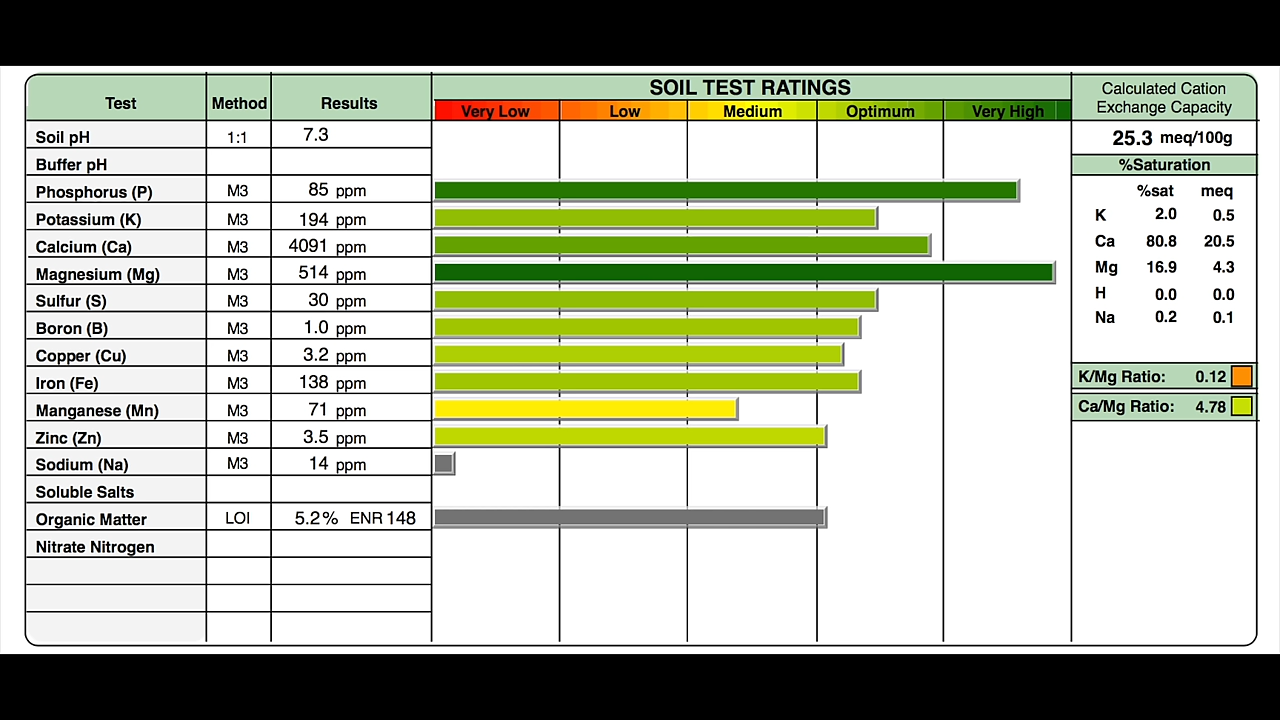 Test Method Results SOIL TEST RATINGS Calculated Cation
Exchange Capacity
Very Low Low Medium Optimum Very High
Soil pH 1:1 7.3 25.3 meq/100g
Buffer pH %Saturation
Phosphorus (P) M3 85 ppm %sat meq
Potassium (K) M3 194 ppm K 2.0 0.5
Calcium (Ca) M3 4091 ppm Ca 80.8 20.5
Magnesium (Mg) M3 514 ppm Mg 16.9 4.3
Sulfur (S) M3 30 ppm H 0.0 0.0
Boron (B) M3 1.0 ppm Na 0.2 0.1
Copper (Cu) M3 3.2 ppm
Iron (Fe) M3 138 ppm K/Mg Ratio: 0.12
Manganese (Mn) M3 71 ppm Ca/Mg Ratio: 4.78
Zinc (Zn) M3 3.5 ppm
Sodium (Na) M3 14 ppm
Soluble Salts
Organic Matter LOI 5.2% ENR 148
Nitrate Nitrogen